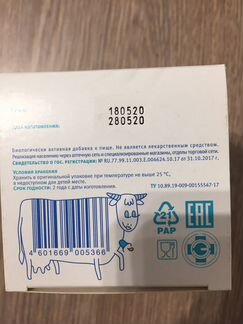 180520
ДАТА ИЗГОТОВЛЕНИЯ: 280520
Биологически активная добавка к пище. Не является лекарственным средством.
Реализация населению через аптечную сеть и специализированные магазины, отделы торговой сети.
Свидетельство о гос. регистрации: № RU.77.99.11.003.Е.004624.10.17 от 31.10.2017 г.
Условия хранения
Хранить в оригинальной упаковке при температуре не выше 25 °С,
в недоступном для детей месте.
Срок годности: 2 года с даты изготовления.
ТУ 10.89.19-009-00155547-17
4 601669 005366
21
PAP
EAC